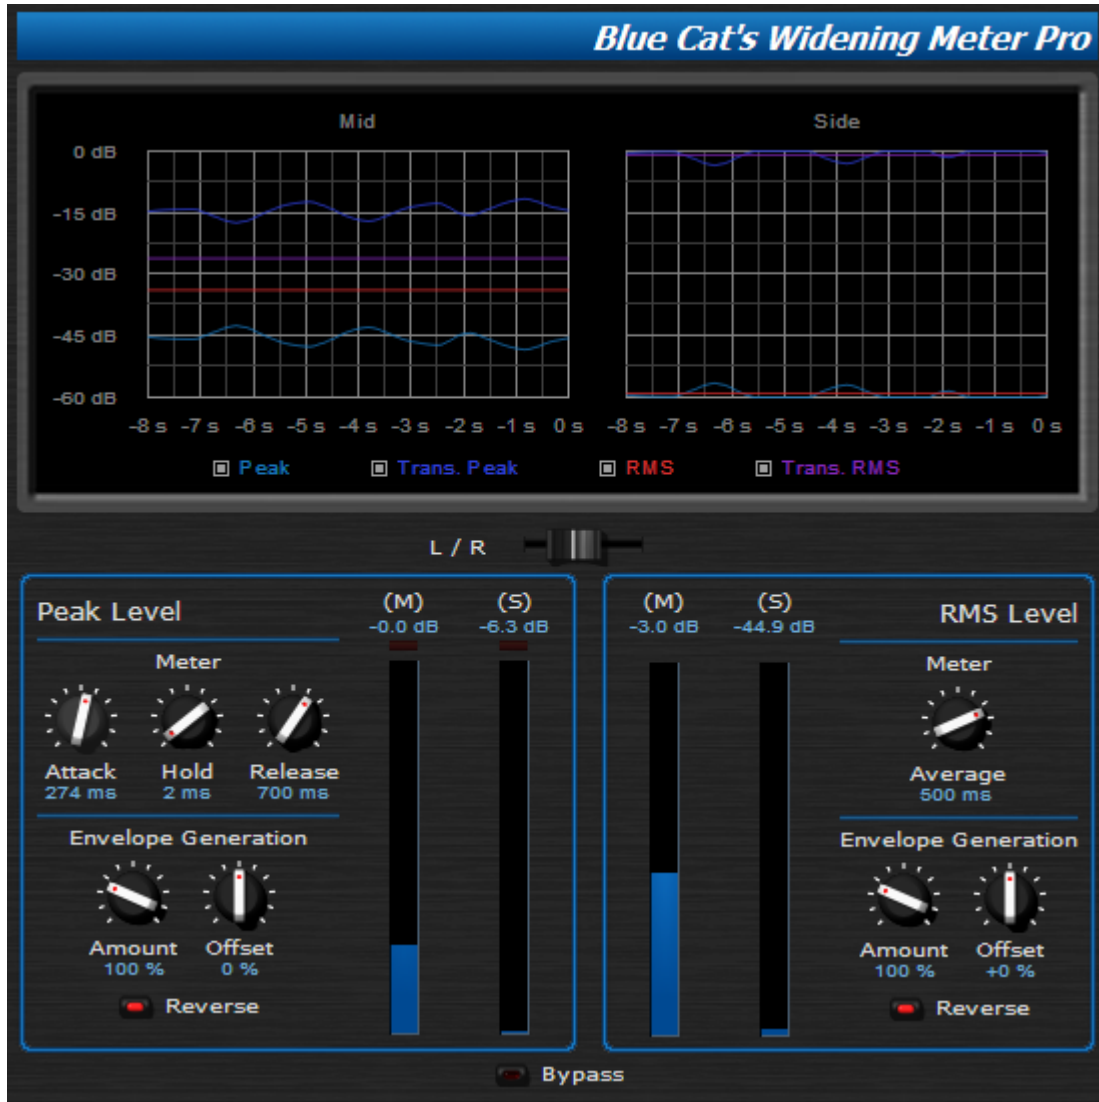 Blue Cat's Widening Meter Pro
Mid Side
0 dB
-15 dB
-30 dB
-45 dB
-60 dB
-8 s -7 s -6 s -5 s -4 s -3 s -2 s -1 s 0 s -8 s -7 s -6 s -5 s -4 s -3 s -2 s -1 s 0 s
Peak Trans. Peak RMS Trans. RMS
L / R
Peak Level
(M) (S)
-0.0 dB -6.3 dB
Meter
Attack Hold Release
274 ms 2 ms 700 ms
Envelope Generation
Amount Offset
100 % 0 %
Reverse
(M) (S)
-3.0 dB -44.9 dB
RMS Level
Meter
Average
500 ms
Envelope Generation
Amount Offset
100 % +0 %
Reverse
Bypass